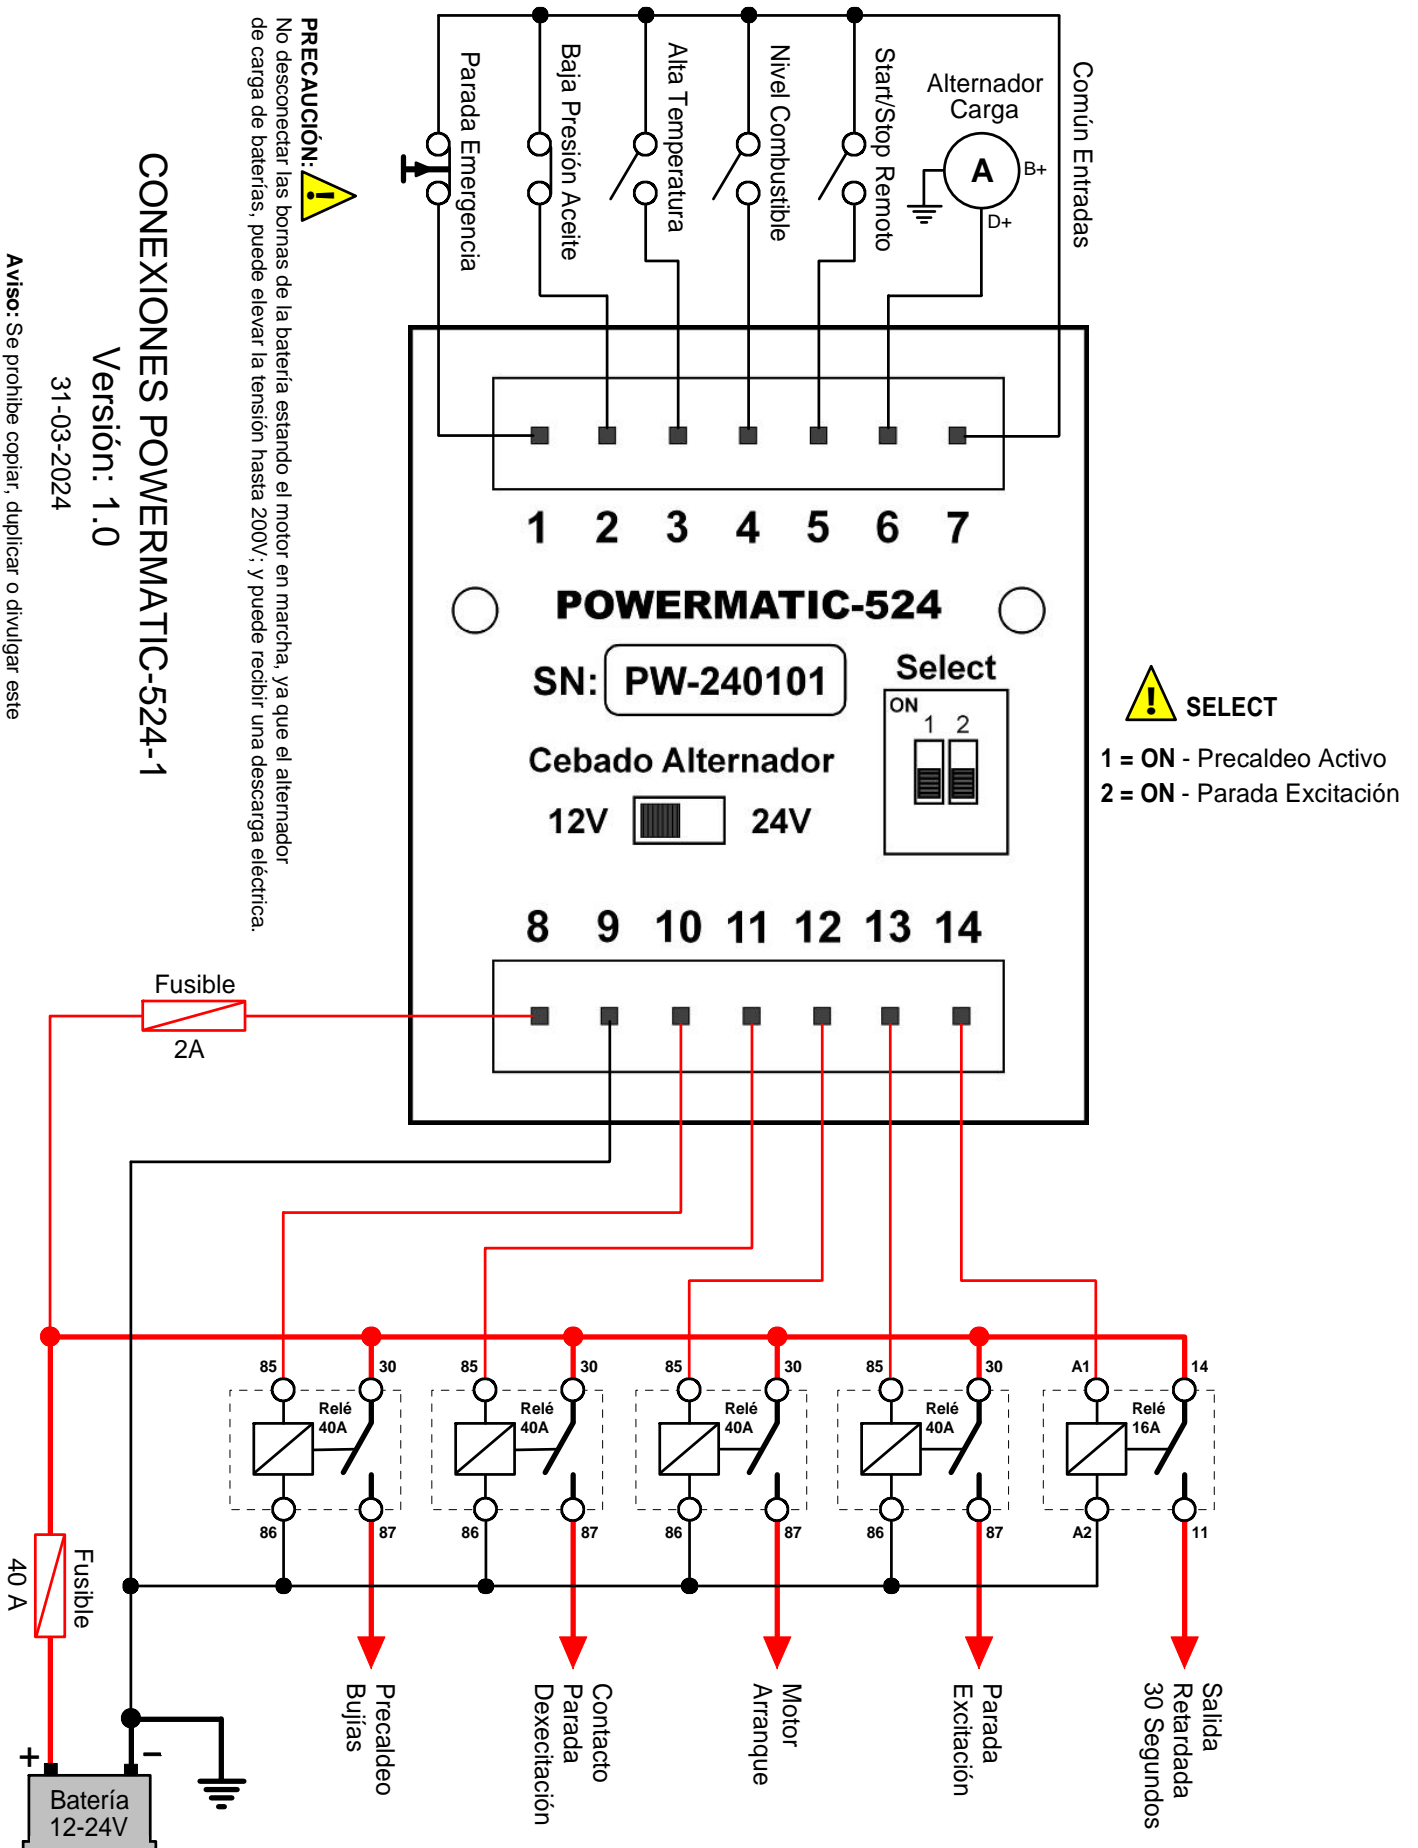 Común Entradas
Alternador
Carga
A
B+
D+
Start/Stop Remoto
Nivel Combustible
Alta Temperatura
Baja Presión Aceite
Parada Emergencia
PRECAUCIÓN: !
No desconectar las bornas de la batería estando el motor en marcha, ya que el alternador
de carga de baterías, puede elevar la tensión hasta 200V; y puede recibir una descarga eléctrica.
CONEXIONES POWERMATIC-524-1
Versión: 1.0
31-03-2024
Aviso: Se prohibe copiar, duplicar o divulgar este
1 2 3 4 5 6 7
POWERMATIC-524
SN: PW-240101
Select
ON
1 2
Cebado Alternador
12V 24V
! SELECT
1 = ON - Precaldeo Activo
2 = ON - Parada Excitación
8 9 10 11 12 13 14
Fusible
2A
85 30 85 30 85 30 85 30 A1 14
Relé Relé Relé Relé Relé
40A 40A 40A 40A 16A
86 87 86 87 86 87 86 87 A2 11
Fusible
40 A
Precaldeo
Bujías
Contacto
Parada
Dexecitación
Motor
Arranque
Parada
Excitación
Salida
Retardada
30 Segundos
+ −
Batería
12-24V